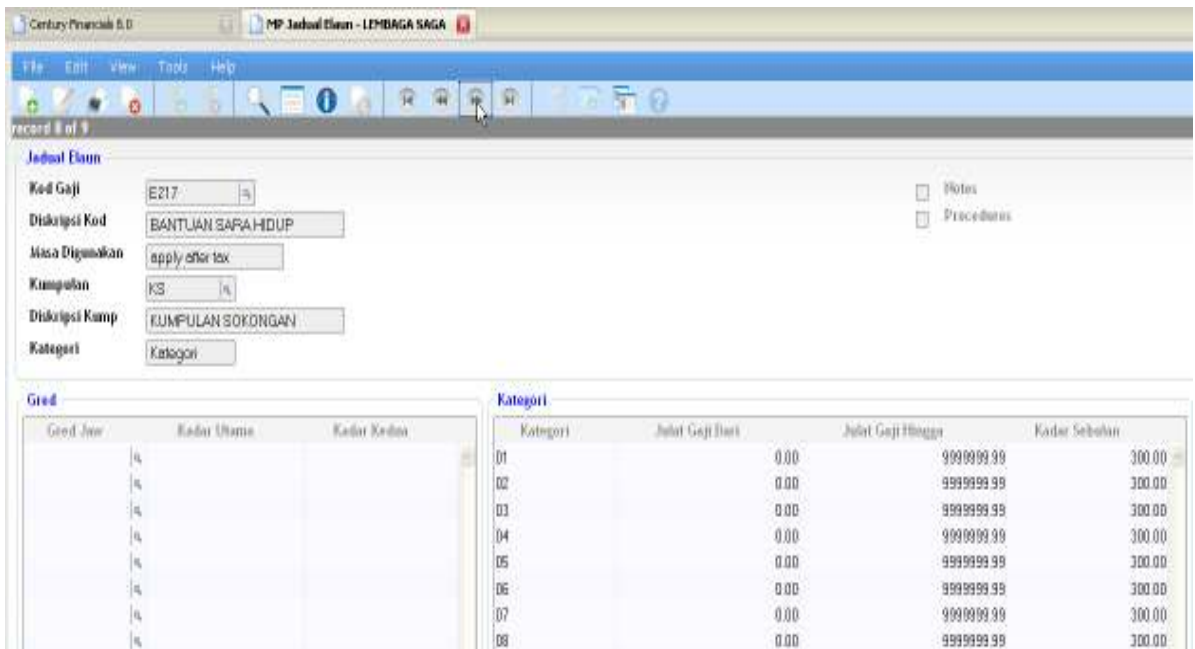 Century Financials 6.0 MP Jadual Elaun - LEMBAGA SAGA
File Edit View Tools Help
record 8 of 9
Jadual Elaun
Kod Gaji E217 Notes
Diskripsi Kod BANTUAN SARA HIDUP Procedures
Masa Digunakan apply after tax
Kumpulan KS
Diskripsi Kump KUMPULAN SOKONGAN
Kategori Kategori
Gred Kategori
Gred Jaw Kadar Utama Kadar Kedua Kategori Julat Gaji Dari Julat Gaji Hingga Kadar Sebulan
01 0.00 9999999.99 300.00
02 0.00 9999999.99 300.00
03 0.00 9999999.99 300.00
04 0.00 9999999.99 300.00
05 0.00 9999999.99 300.00
06 0.00 9999999.99 300.00
07 0.00 9999999.99 300.00
08 0.00 9999999.99 300.00